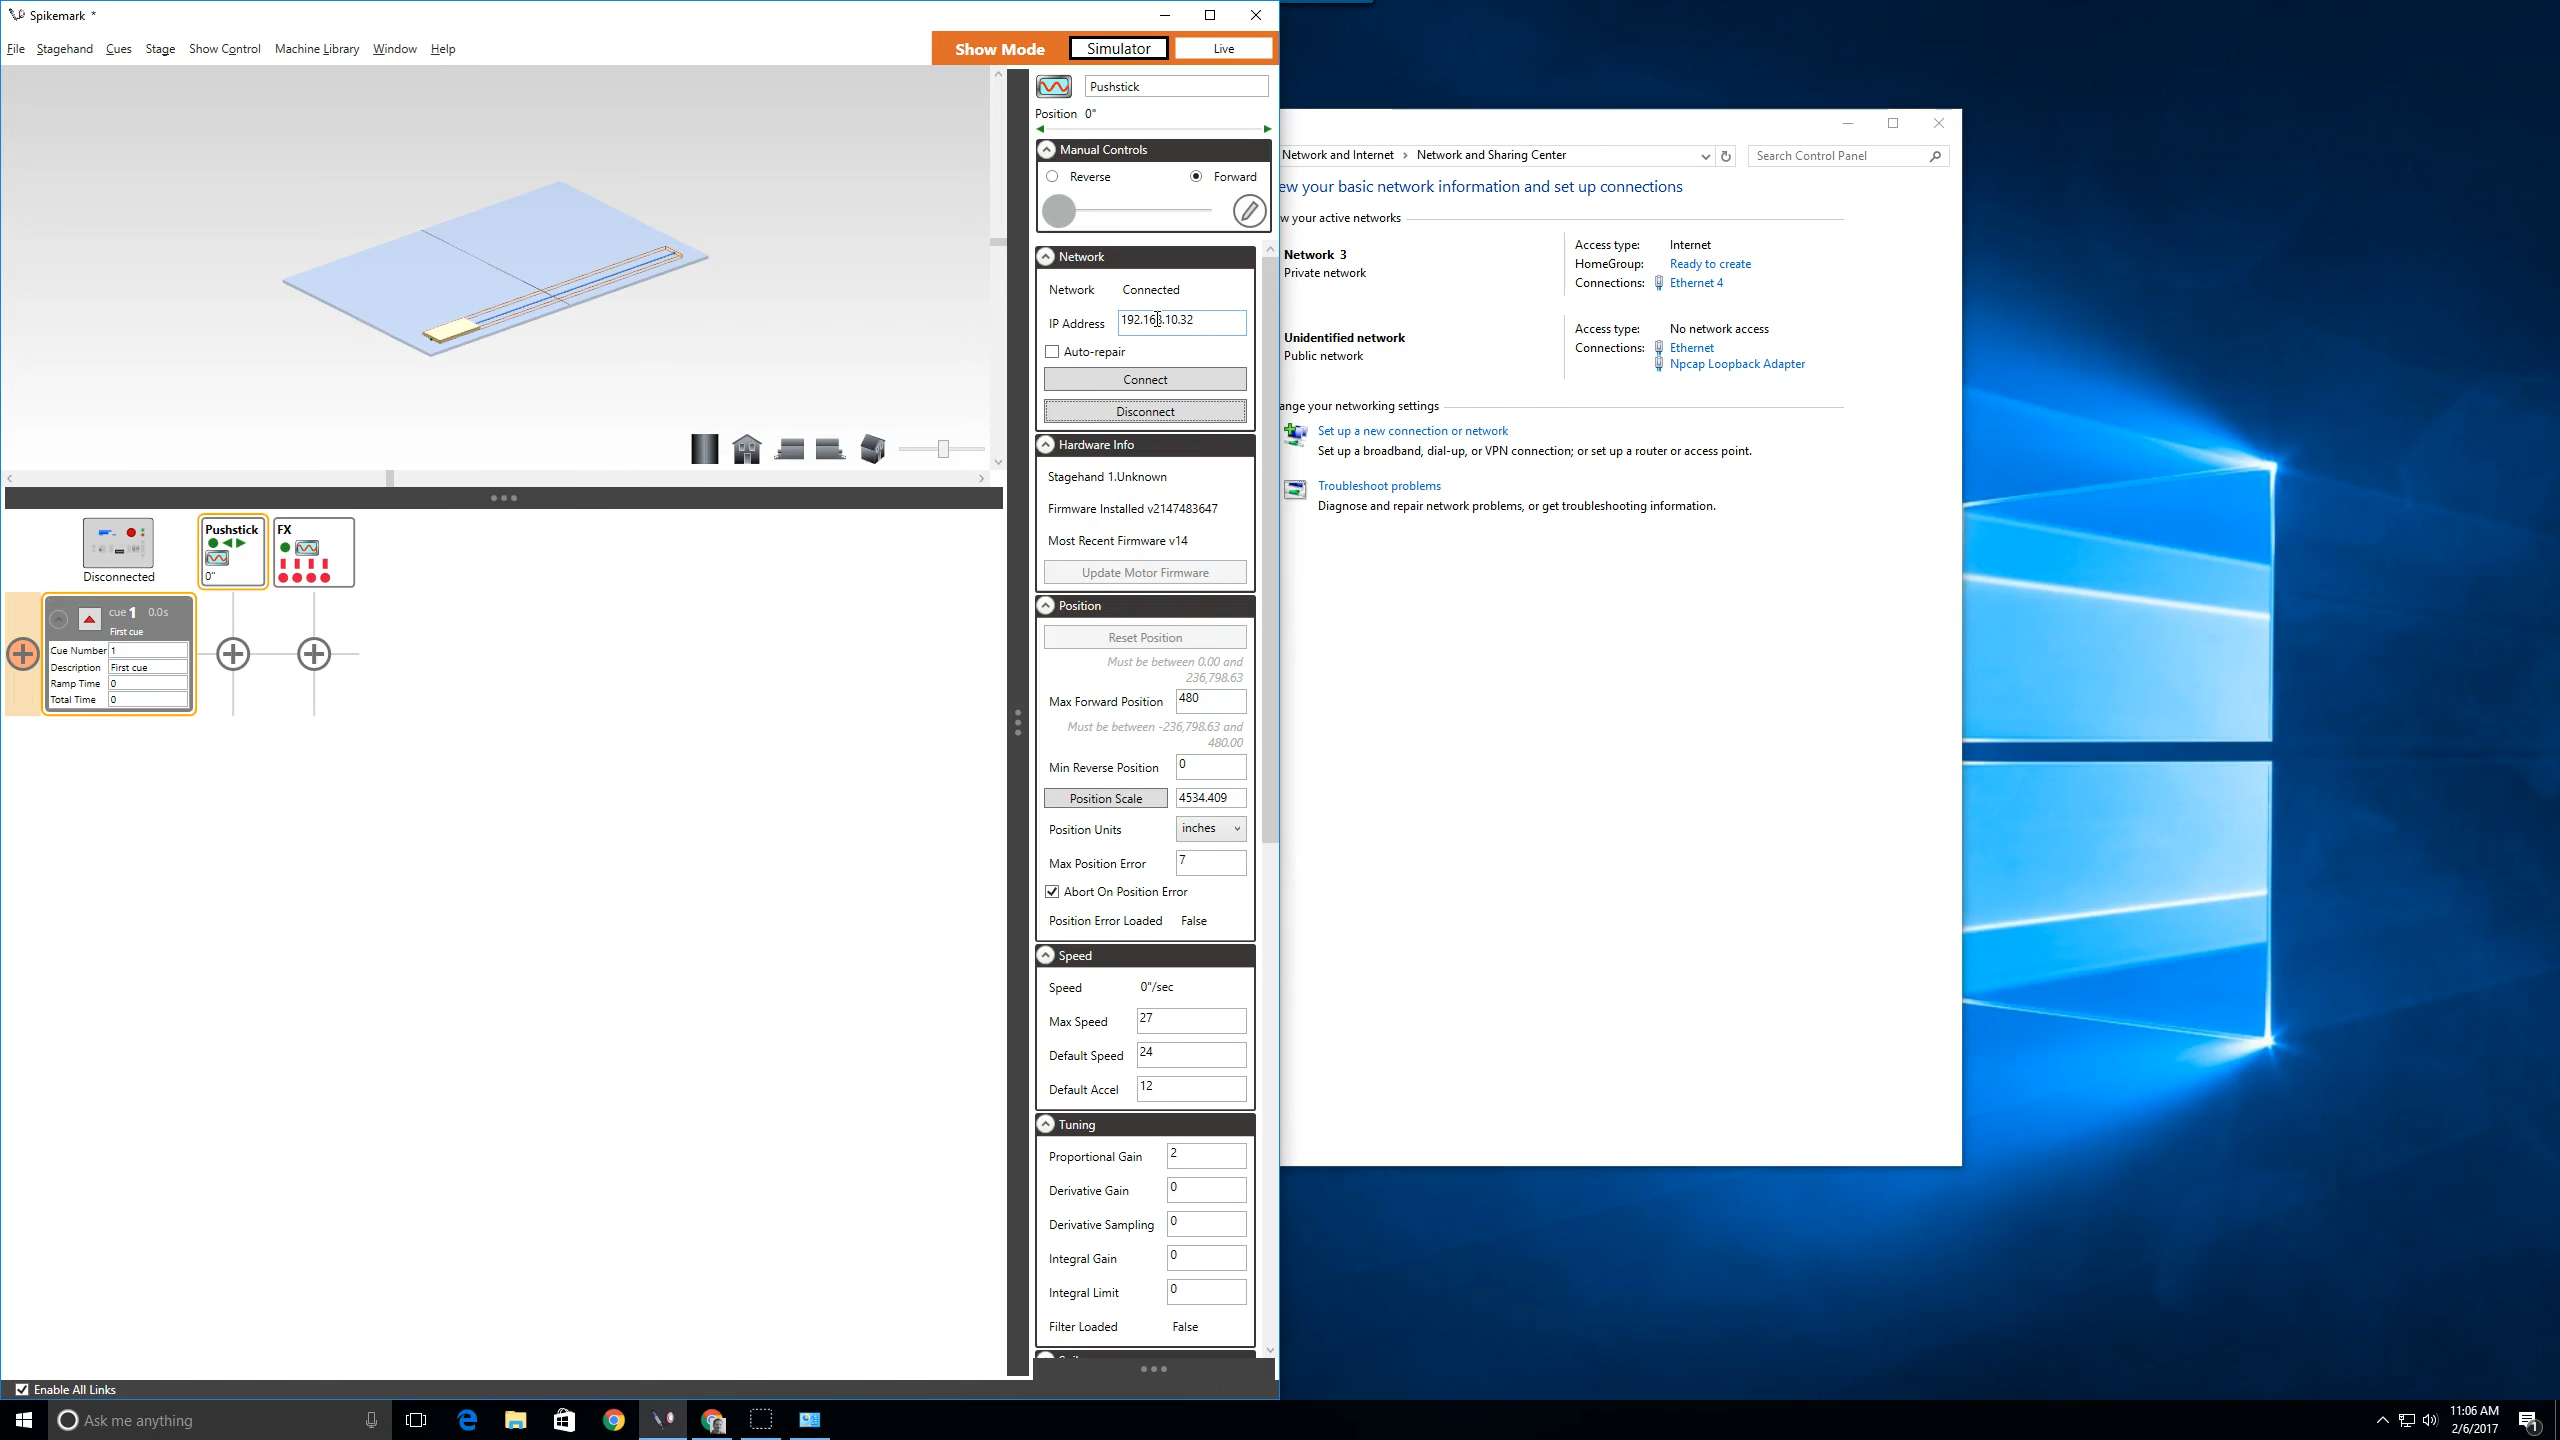 Spikemark *
File Stagehand Cues Stage Show Control Machine Library Window Help
Show Mode Simulator Live
Pushstick
Position 0"
Manual Controls
Reverse Forward
Network
Network Connected
IP Address 192.168.10.32
Auto-repair
Connect
Disconnect
Hardware Info
Stagehand 1.Unknown
Firmware Installed v2147483647
Most Recent Firmware v14
Update Motor Firmware
Position
Reset Position
Must be between 0.00 and
236,798.63
Max Forward Position 480
Must be between -236,798.63 and
480.00
Min Reverse Position 0
Position Scale 4534.409
Position Units inches
Max Position Error 7
Abort On Position Error
Position Error Loaded False
Speed
Speed 0"/sec
Max Speed 27
Default Speed 24
Default Accel 12
Tuning
Proportional Gain 2
Derivative Gain 0
Derivative Sampling 0
Integral Gain 0
Integral Limit 0
Filter Loaded False
Disconnected
Pushstick
0"
FX
cue 1 0.0s
First cue
Cue Number 1
Description First cue
Ramp Time 0
Total Time 0
Enable All Links
Network and Internet › Network and Sharing Center
Search Control Panel
ew your basic network information and set up connections
w your active networks
Network 3
Private network
Access type: Internet
HomeGroup: Ready to create
Connections: Ethernet 4
Unidentified network
Public network
Access type: No network access
Connections: Ethernet
Npcap Loopback Adapter
ange your networking settings
Set up a new connection or network
Set up a broadband, dial-up, or VPN connection; or set up a router or access point.
Troubleshoot problems
Diagnose and repair network problems, or get troubleshooting information.
Ask me anything
11:06 AM
2/6/2017
1